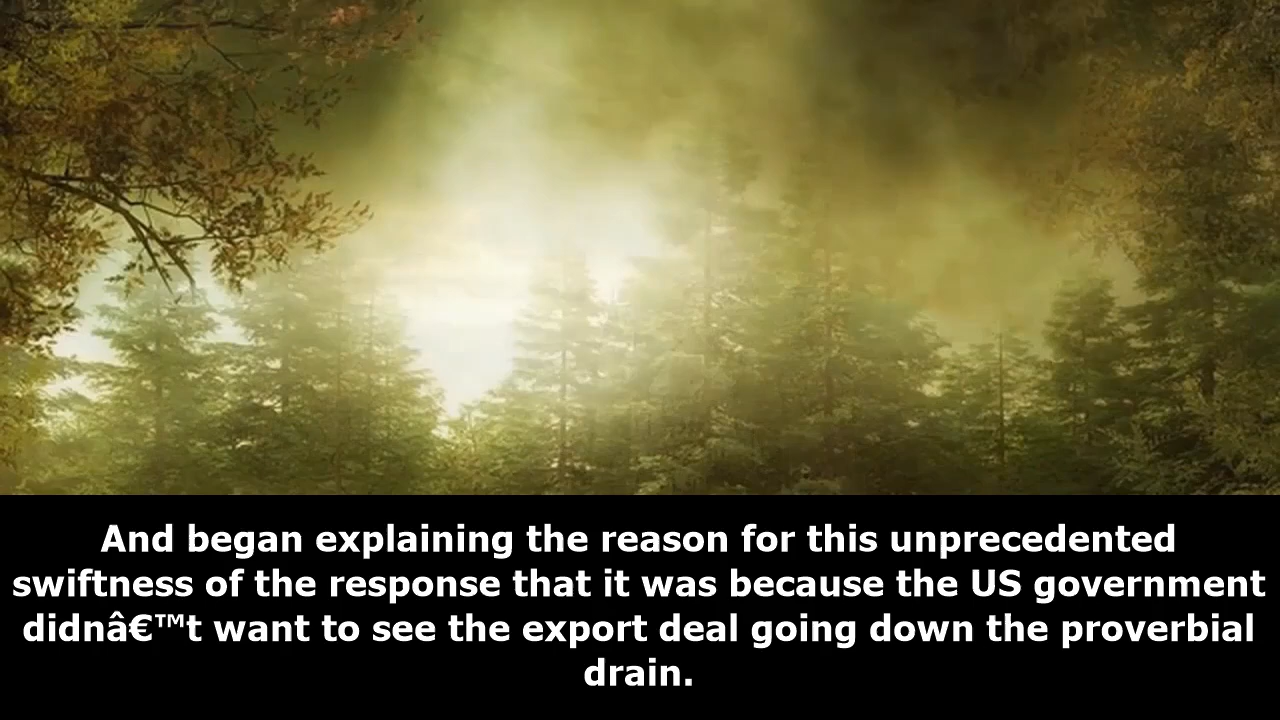 And began explaining the reason for this unprecedented
swiftness of the response that it was because the US government
didnâ€™t want to see the export deal going down the proverbial
drain.